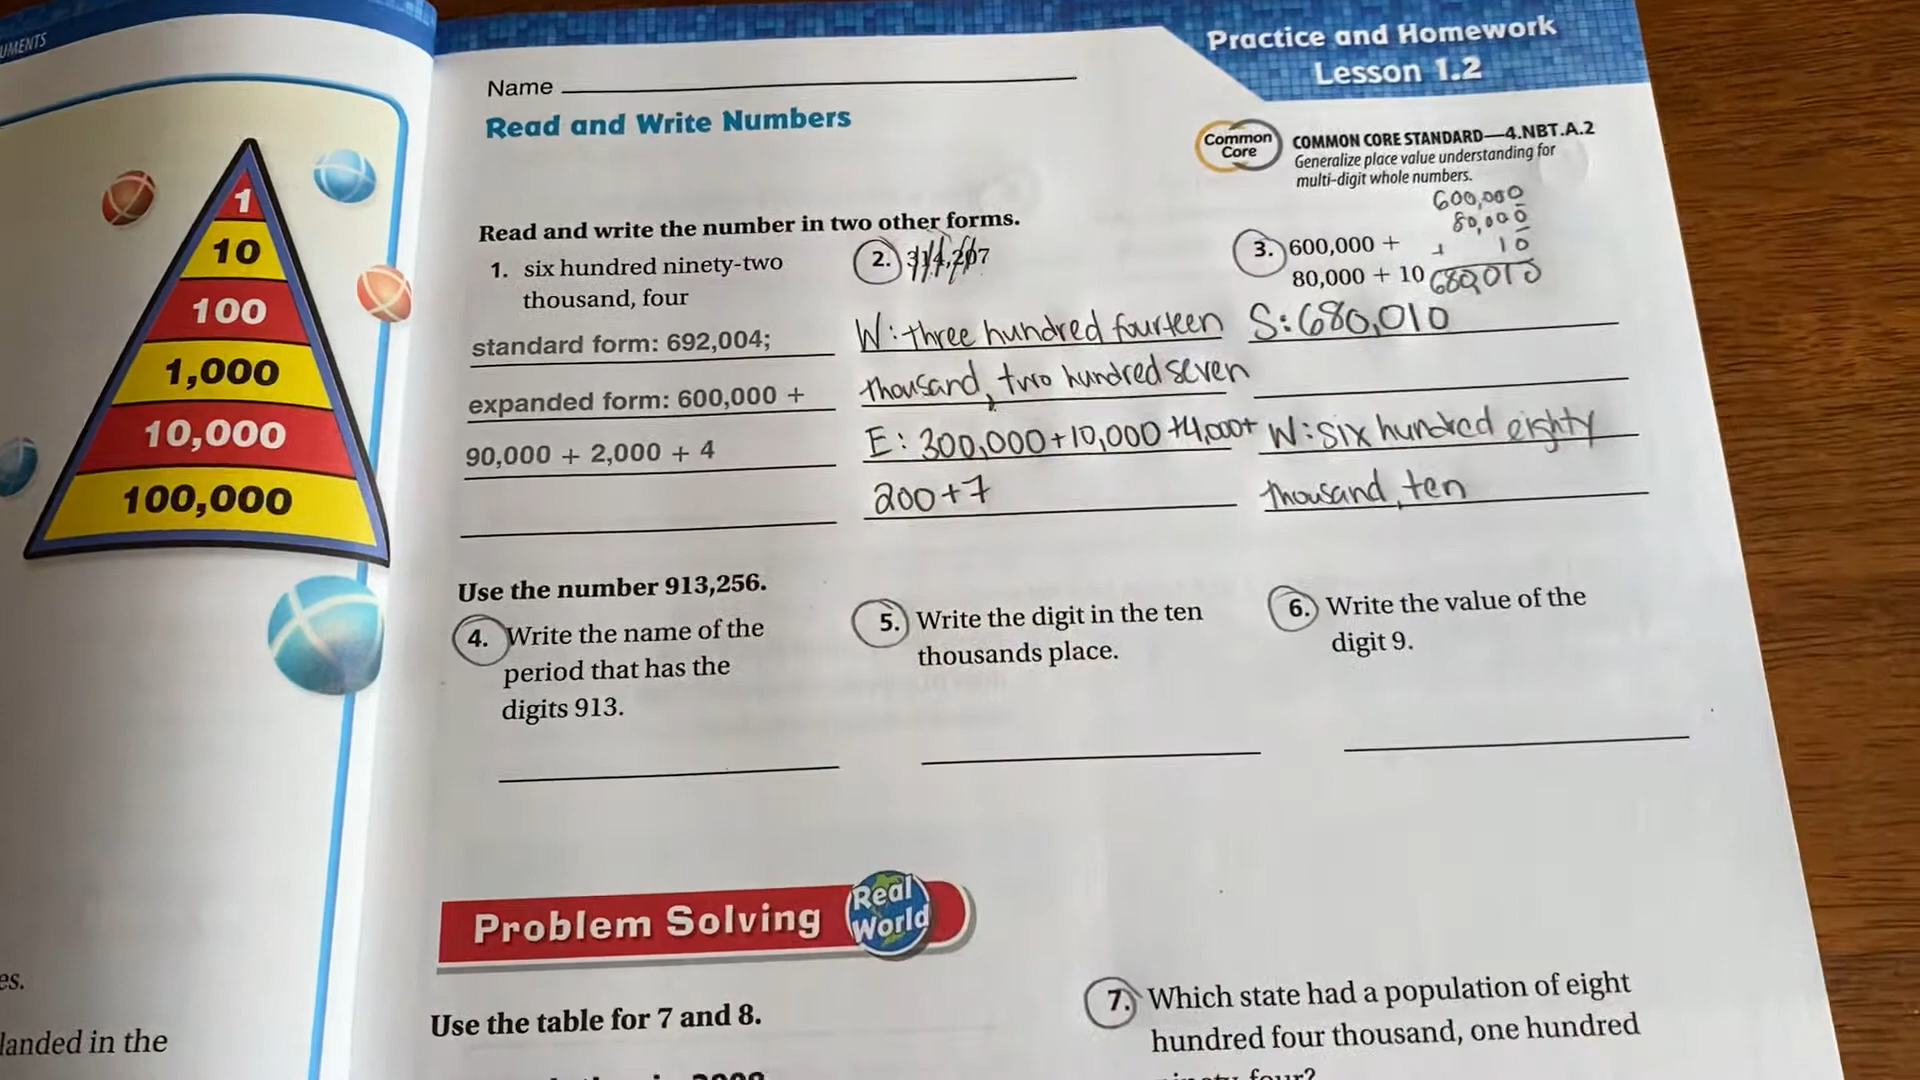 UMENTS
1
10
100
1,000
10,000
100,000
es.
landed in the
Practice and Homework
Lesson 1.2
Name
Read and Write Numbers
Common Core
COMMON CORE STANDARD—4.NBT.A.2
Generalize place value understanding for
multi-digit whole numbers.
Read and write the number in two other forms.
1. six hundred ninety-two
thousand, four
standard form: 692,004;
expanded form: 600,000 +
90,000 + 2,000 + 4
2. 314,207
W: three hundred fourteen
thousand, two hundred seven
E: 300,000+10,000+4,000+
200+7
3. 600,000 +
80,000 + 10
600,000
80,000
+ 10
680,010
S: 680,010
W: six hundred eighty
thousand, ten
Use the number 913,256.
4. Write the name of the
period that has the
digits 913.
5. Write the digit in the ten
thousands place.
6. Write the value of the
digit 9.
Problem Solving
Real World
Use the table for 7 and 8.
7. Which state had a population of eight
hundred four thousand, one hundred
ninety-four?